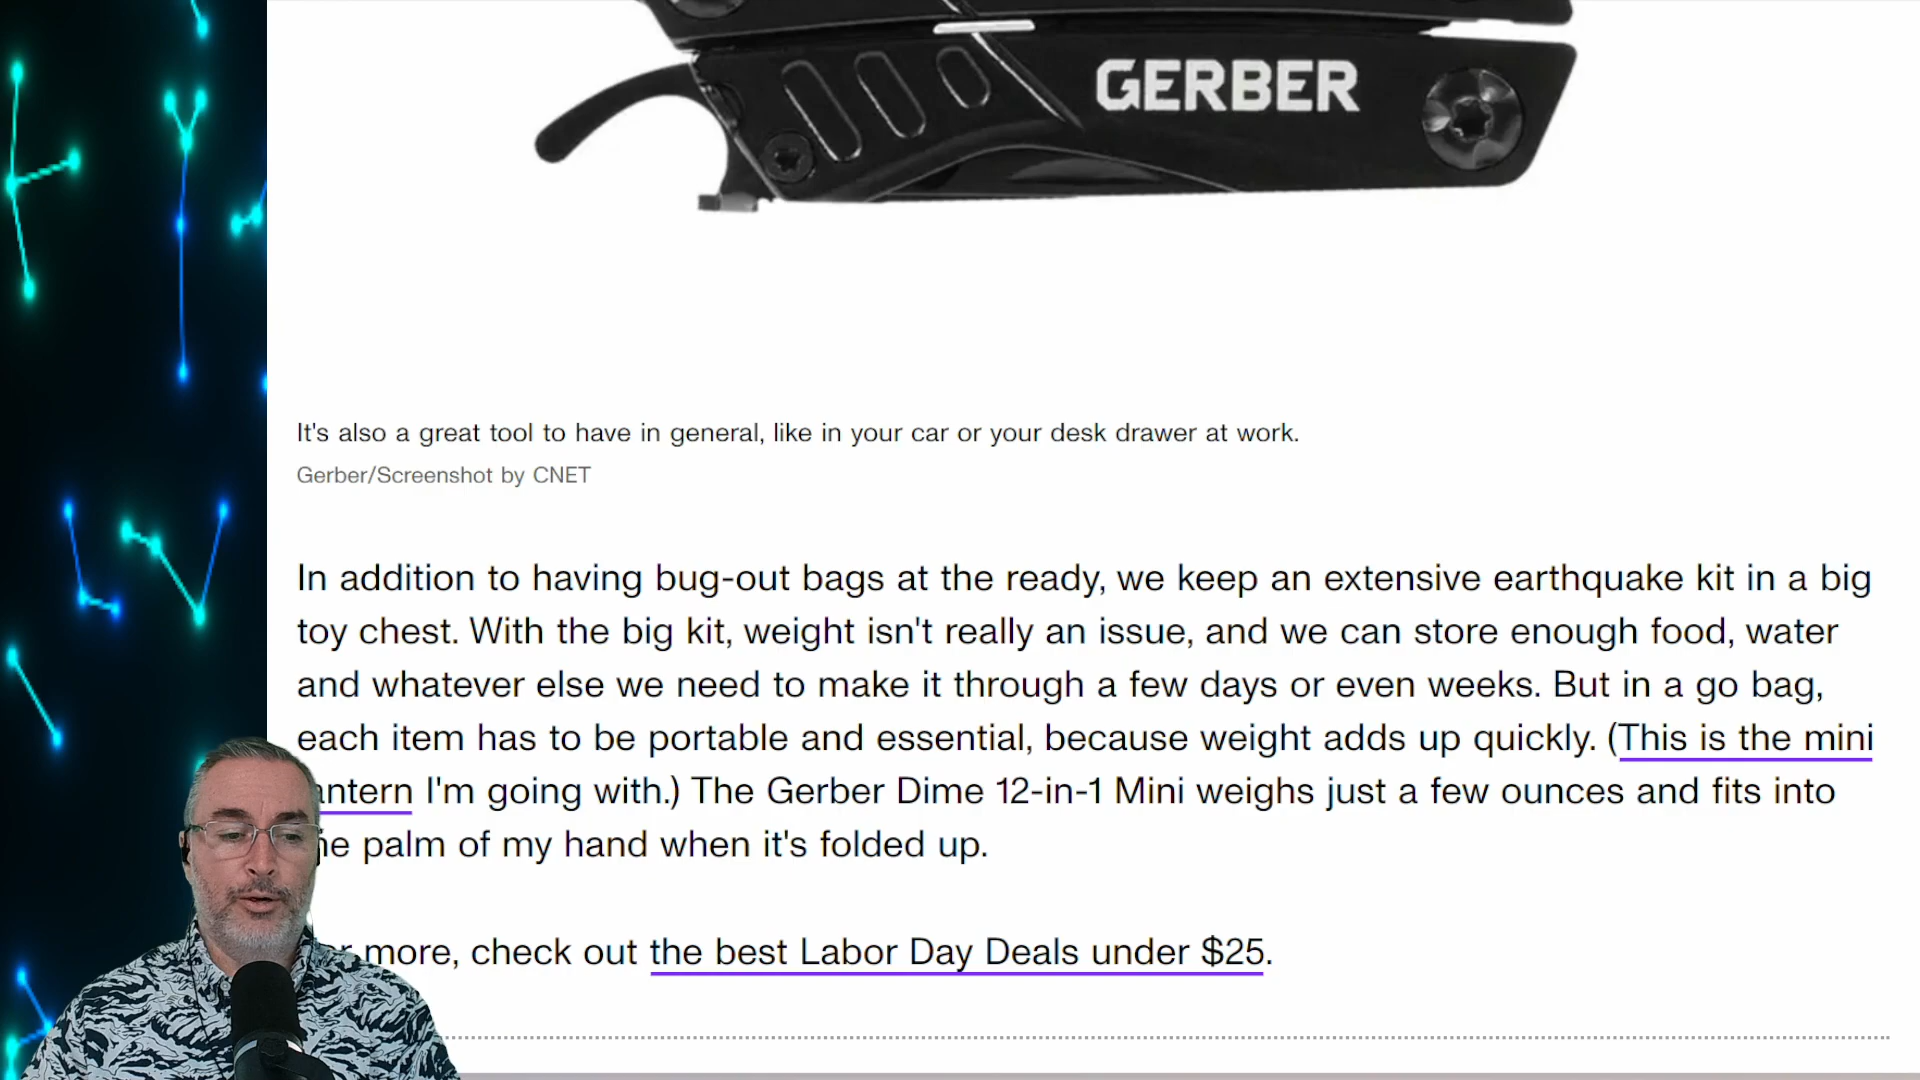 GERBER
It's also a great tool to have in general, like in your car or your desk drawer at work.
Gerber/Screenshot by CNET
In addition to having bug-out bags at the ready, we keep an extensive earthquake kit in a big
toy chest. With the big kit, weight isn't really an issue, and we can store enough food, water
and whatever else we need to make it through a few days or even weeks. But in a go bag,
each item has to be portable and essential, because weight adds up quickly. (This is the mini
antern I'm going with.) The Gerber Dime 12-in-1 Mini weighs just a few ounces and fits into
he palm of my hand when it's folded up.
r more, check out the best Labor Day Deals under $25.